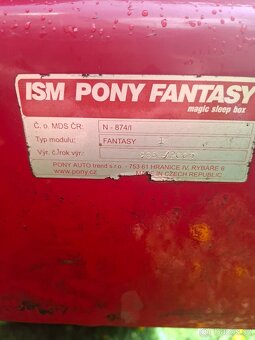 ISM PONY FANTASY
magic sleep box
Č. o. MDS ČR: N - 874/I
Typ modulu: FANTASY 1
Výr. č./rok výr.:
PONY AUTO trend s.r.o. - 753 61 HRANICE IV, RYBÁŘE 6
www.pony.cz MADE IN CZECH REPUBLIC